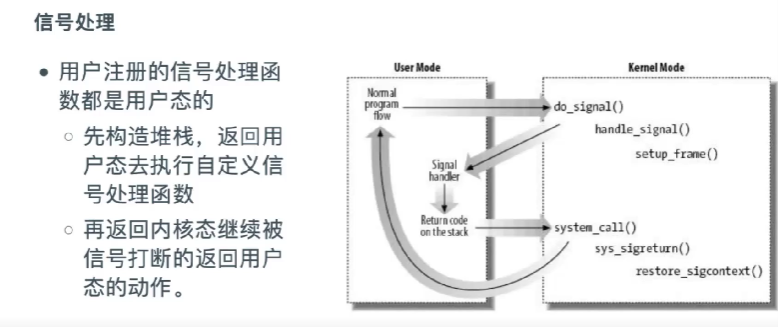 信号处理
• 用户注册的信号处理函
数都是用户态的
○ 先构造堆栈，返回用
户态去执行自定义信
号处理函数
○ 再返回内核态继续被
信号打断的返回用户
态的动作。
User Mode
Kernel Mode
Normal
program
flow
do_signal()
handle_signal()
setup_frame()
Signal
handler
Return code
on the stack
system_call()
sys_sigreturn()
restore_sigcontext()